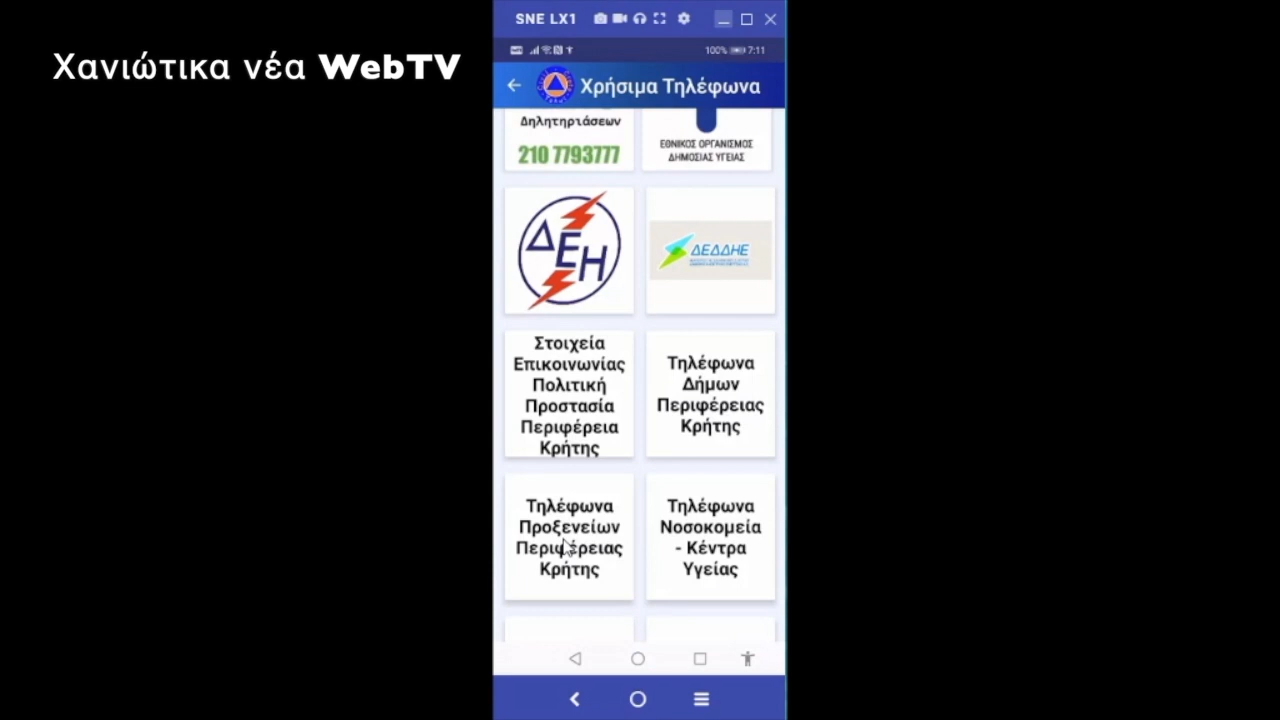 SNE LX1
100% 7:11
Χανιώτικα νέα WebTV
Χρήσιμα Τηλέφωνα
Δηλητηριάσεων
210 7793777
ΕΘΝΙΚΟΣ ΟΡΓΑΝΙΣΜΟΣ
ΔΗΜΟΣΙΑΣ ΥΓΕΙΑΣ
ΔΕΗ
ΔΕΔΔΗΕ
Στοιχεία
Επικοινωνίας
Πολιτική
Προστασία
Περιφέρεια
Κρήτης
Τηλέφωνα
Δήμων
Περιφέρειας
Κρήτης
Τηλέφωνα
Προξενείων
Περιφέρειας
Κρήτης
Τηλέφωνα
Νοσοκομεία
- Κέντρα
Υγείας